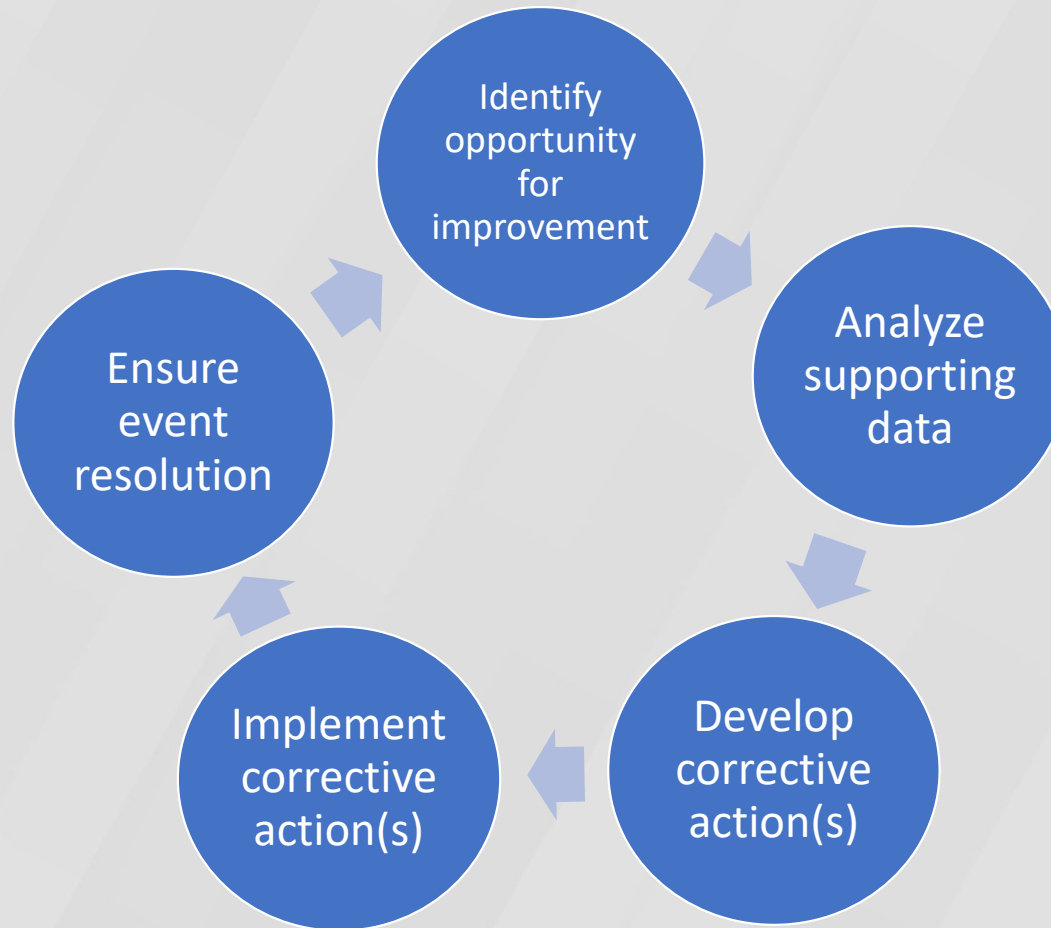 Identify
opportunity
for
improvement
Analyze
supporting
data
Develop
corrective
action(s)
Implement
corrective
action(s)
Ensure
event
resolution